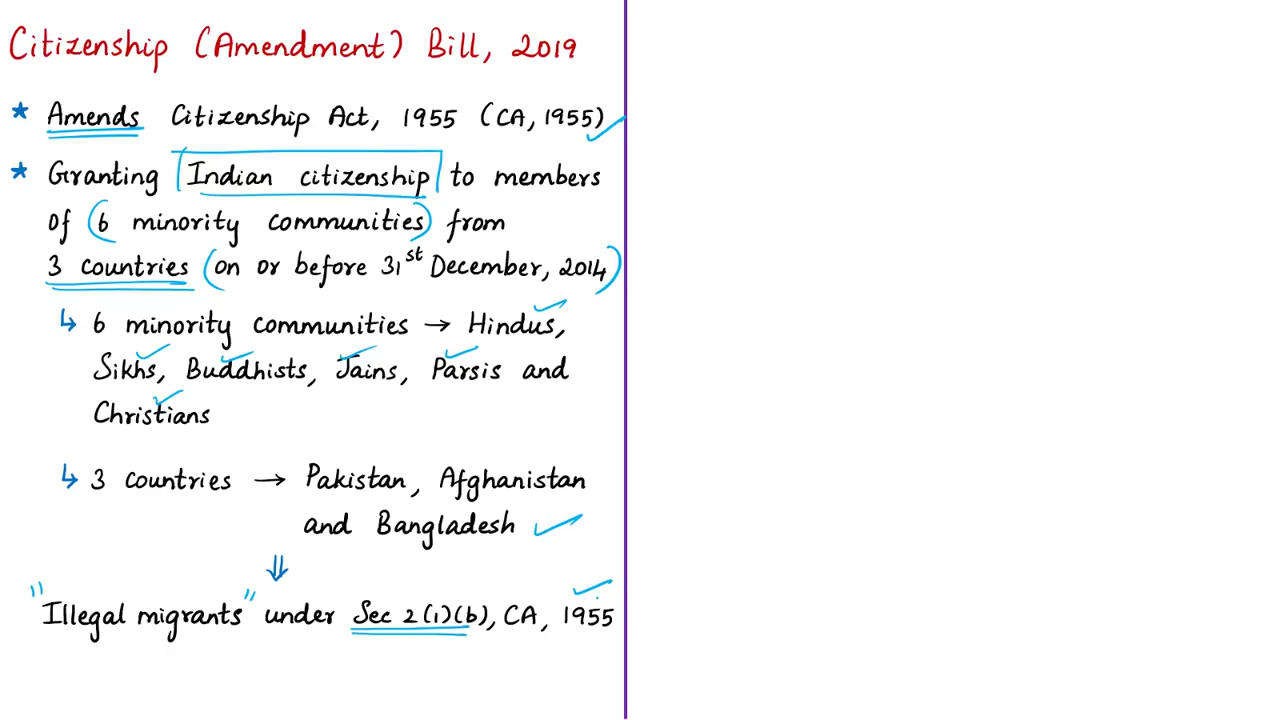 Citizenship (Amendment) Bill, 2019
* Amends Citizenship Act, 1955 (CA, 1955)
* Granting Indian citizenship to members
of (6 minority communities) from
3 countries (on or before 31st December, 2014)
↳ 6 minority communities → Hindus,
Sikhs, Buddhists, Jains, Parsis and
Christians
↳ 3 countries → Pakistan, Afghanistan
and Bangladesh
⇓
"Illegal migrants" under Sec 2(1)(b), CA, 1955